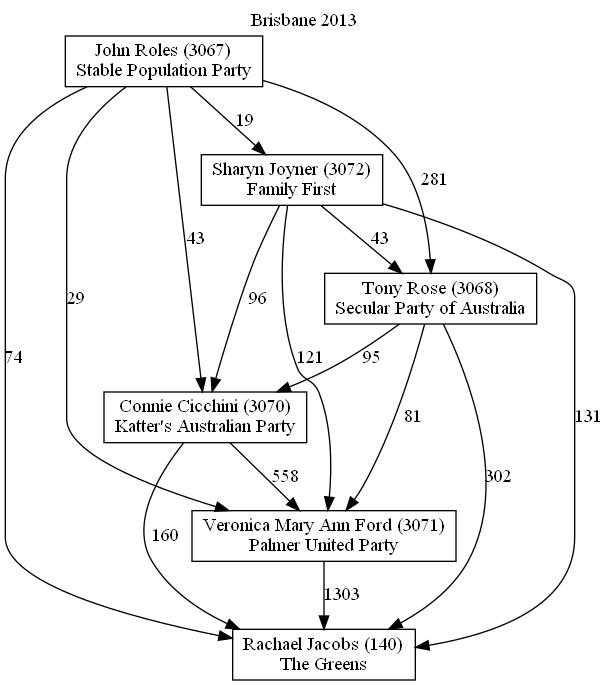 Brisbane 2013
John Roles (3067)
Stable Population Party
19
Sharyn Joyner (3072)
Family First
281
43
43
Tony Rose (3068)
Secular Party of Australia
29
96
74
121
95
Connie Cicchini (3070)
Katter's Australian Party
81
131
558
302
Veronica Mary Ann Ford (3071)
Palmer United Party
160
1303
Rachael Jacobs (140)
The Greens